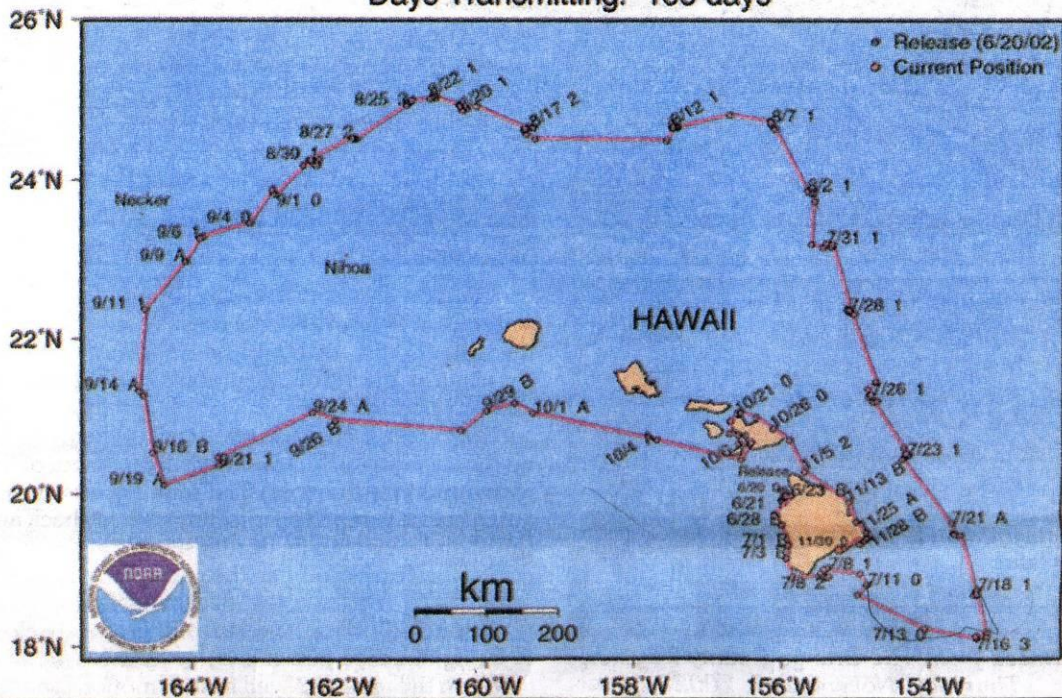 26°N
Release (6/20/02)
Current Position
8/25 2
8/22 1
8/20 1
8/17 2
8/12 1
8/7 1
8/27 2
8/30 1
24°N
Necker
9/1 0
8/2 1
9/6 1
9/4 0
7/31 1
9/9 A
Nihoa
9/11 1
7/28 1
22°N
HAWAII
9/14 A
7/26 1
9/24 A
9/29 B
10/1 A
10/21 0
10/26 0
9/26 B
10/4 A
9/16 B
9/21 1
7/23 1
9/19 A
11/5 2
Release
11/13 B
20°N
6/23
6/21
6/28
11/25 A
7/21 A
7/1 B
11/30 0
11/28 B
7/3 B
7/8 1
NOAA
km
7/8 2
7/11 0
7/18 1
0 100 200
7/13 0
7/16 3
18°N
164°W 162°W 160°W 158°W 156°W 154°W